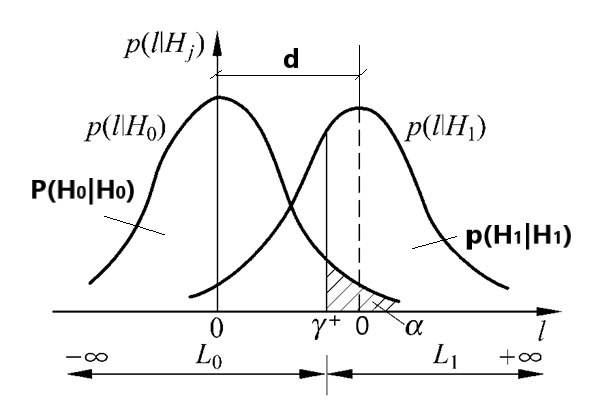 p(l|Hⱼ)
d
p(l|H₀)
p(l|H₁)
P(H₀|H₀)
p(H₁|H₁)
0 γ⁺ 0 α l
−∞ L₀ L₁ +∞